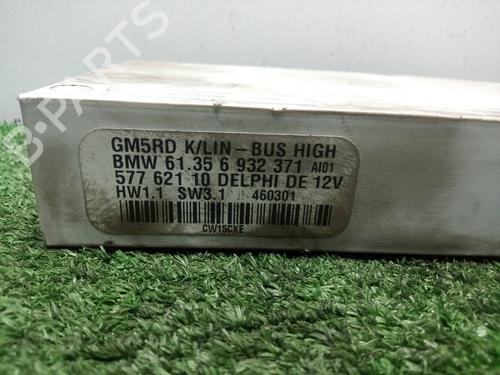 B-PARTS
GM5RD K/LIN-BUS HIGH
BMW 61.35 6 932 371 AI01
577 621 10 DELPHI DE 12V
HW1.1 SW3.1 460301
CW15CXE